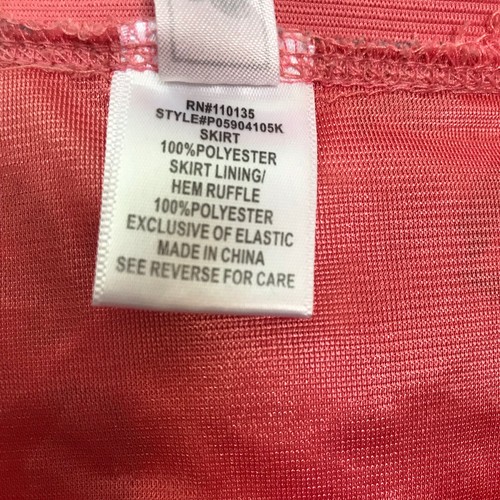 RN#110135
STYLE#P05904105K
SKIRT
100%POLYESTER
SKIRT LINING/
HEM RUFFLE
100%POLYESTER
EXCLUSIVE OF ELASTIC
MADE IN CHINA
SEE REVERSE FOR CARE